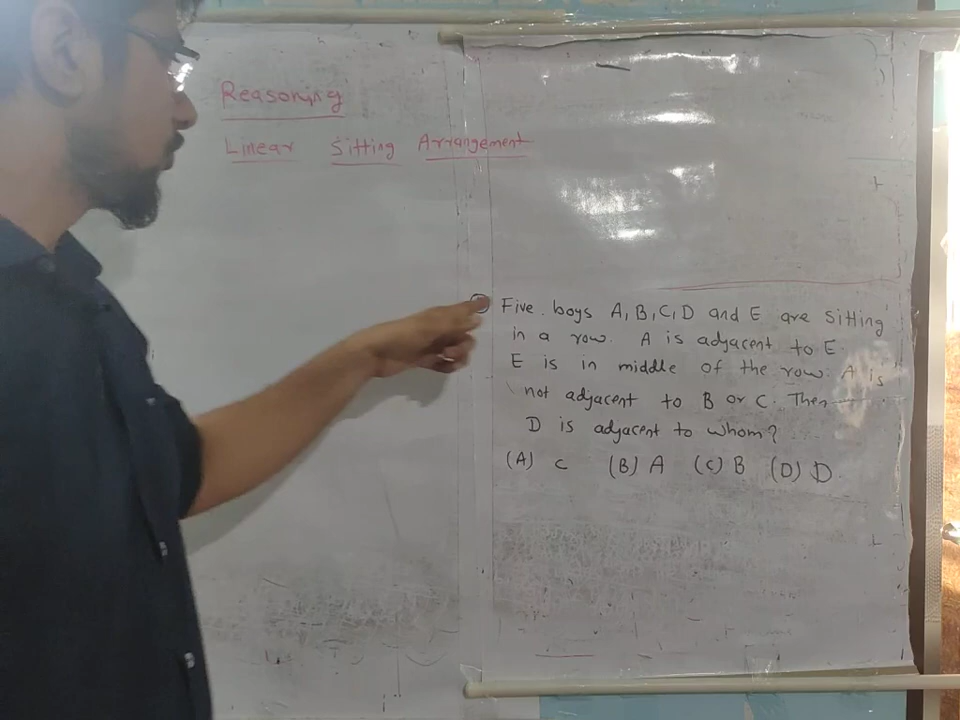 Reasoning
Linear Sitting Arrangement
Five boys A, B, C, D and E are sitting
in a row. A is adjacent to E.
E is in middle of the row. A is
not adjacent to B or C. Then
D is adjacent to whom?
(A) C (B) A (C) B (D) D.